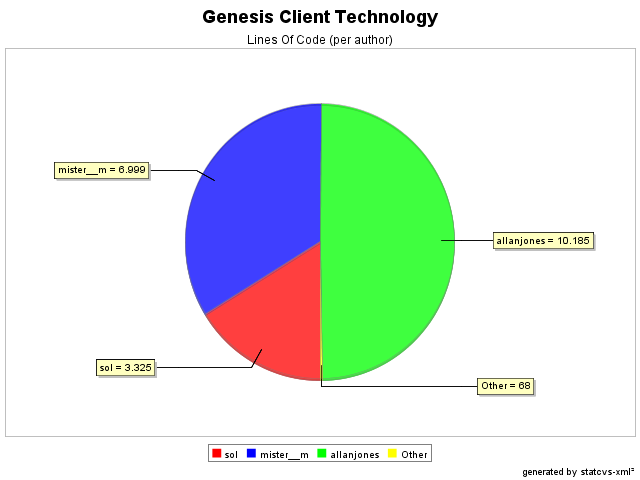 Genesis Client Technology
Lines Of Code (per author)
mister__m = 6.999
allanjones = 10.185
sol = 3.325
Other = 68
sol mister__m allanjones Other
generated by statcvs-xml²